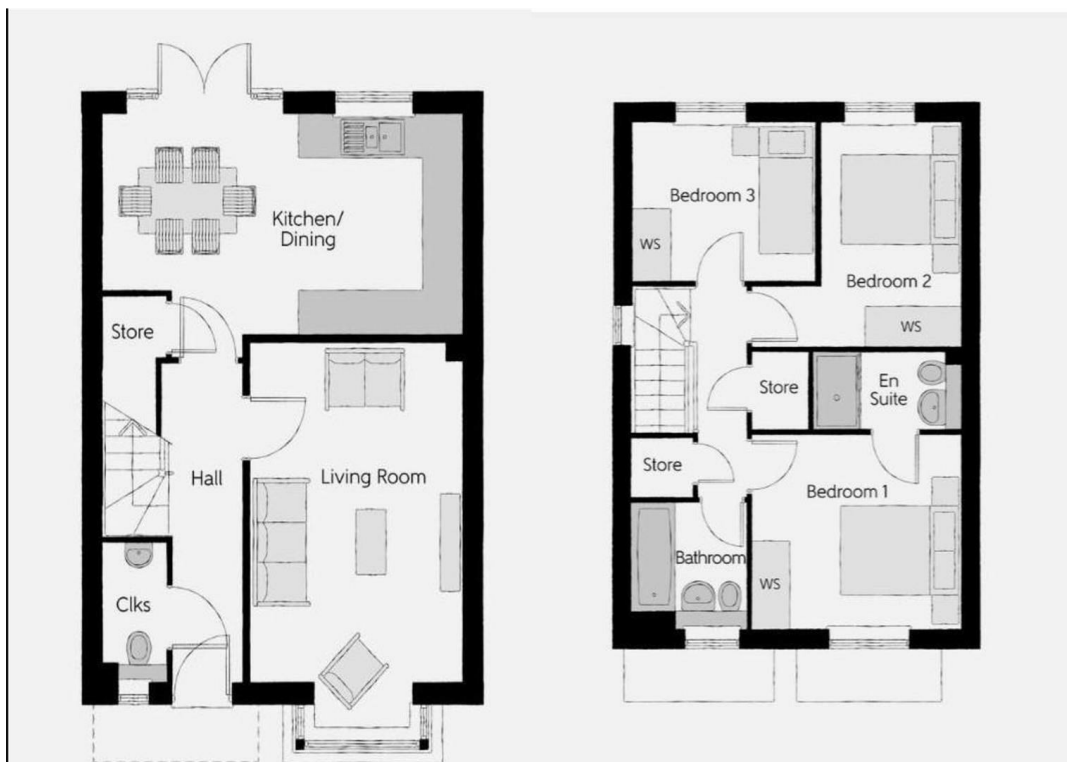 Kitchen/
Dining
Store
Hall
Living Room
Clks
Bedroom 3
WS
Bedroom 2
WS
Store
En
Suite
Store
Bedroom 1
Bathroom
WS